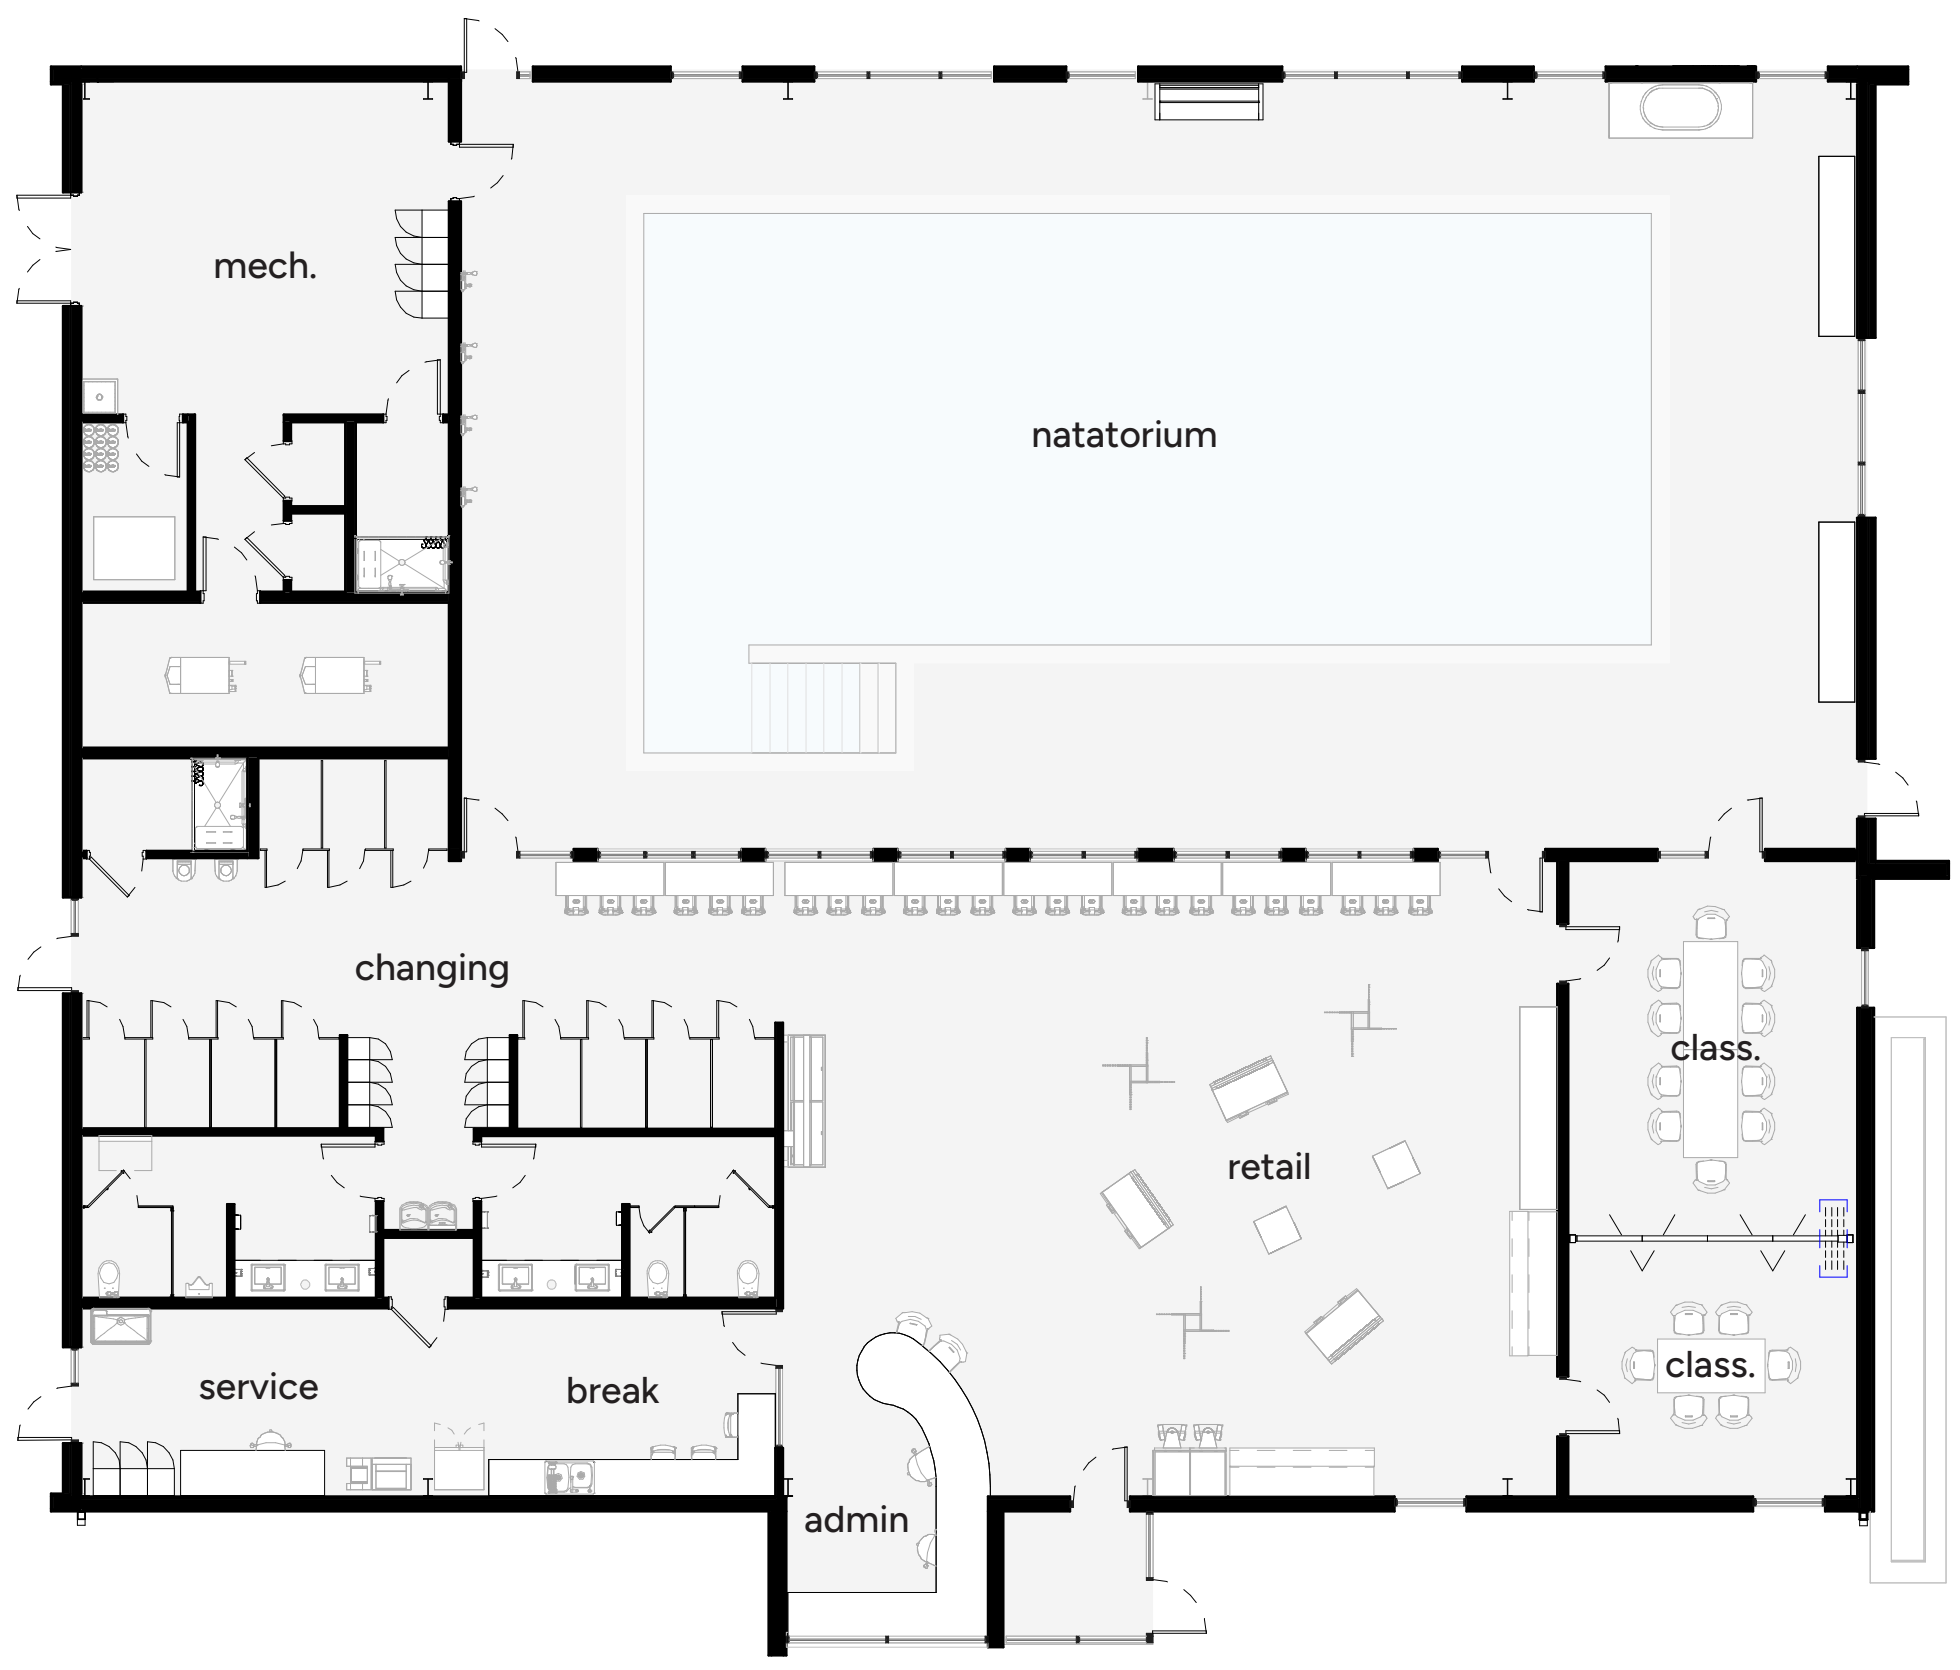 mech.
natatorium
changing
class.
retail
class.
service
break
admin